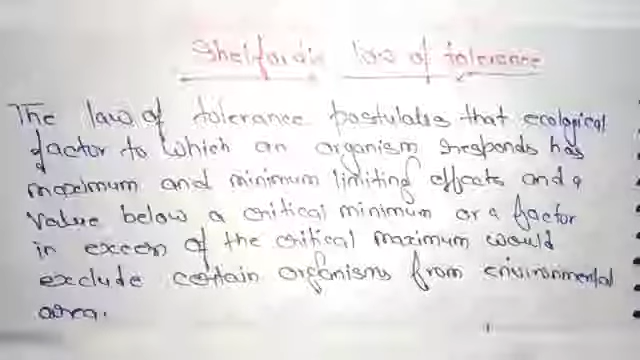 Shelford's law of tolerance
The law of tolerance postulates that ecological
factor to which an organism responds has
maximum and minimum limiting effects and a
value below a critical minimum or a factor
in excess of the critical maximum would
exclude certain organisms from environmental
area.